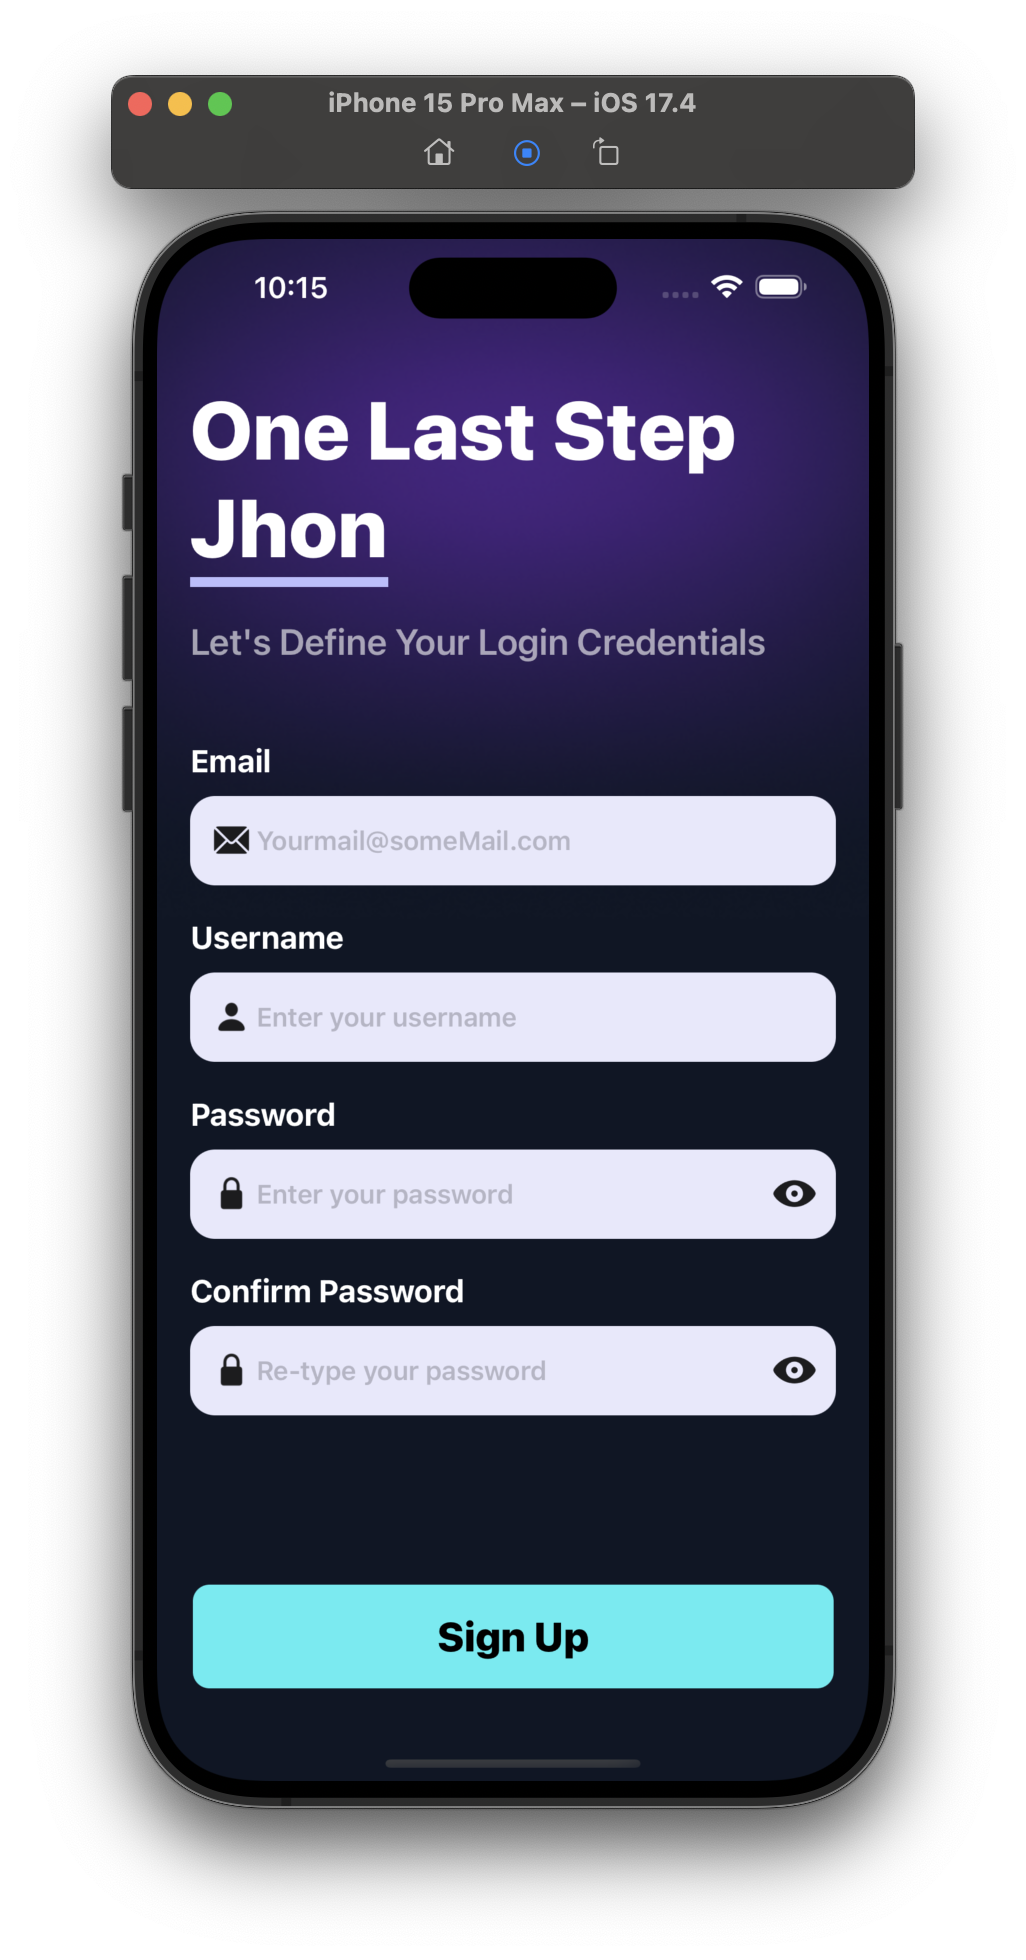 iPhone 15 Pro Max – iOS 17.4
10:15
One Last Step
Jhon
Let's Define Your Login Credentials
Email
Yourmail@someMail.com
Username
Enter your username
Password
Enter your password
Confirm Password
Re-type your password
Sign Up